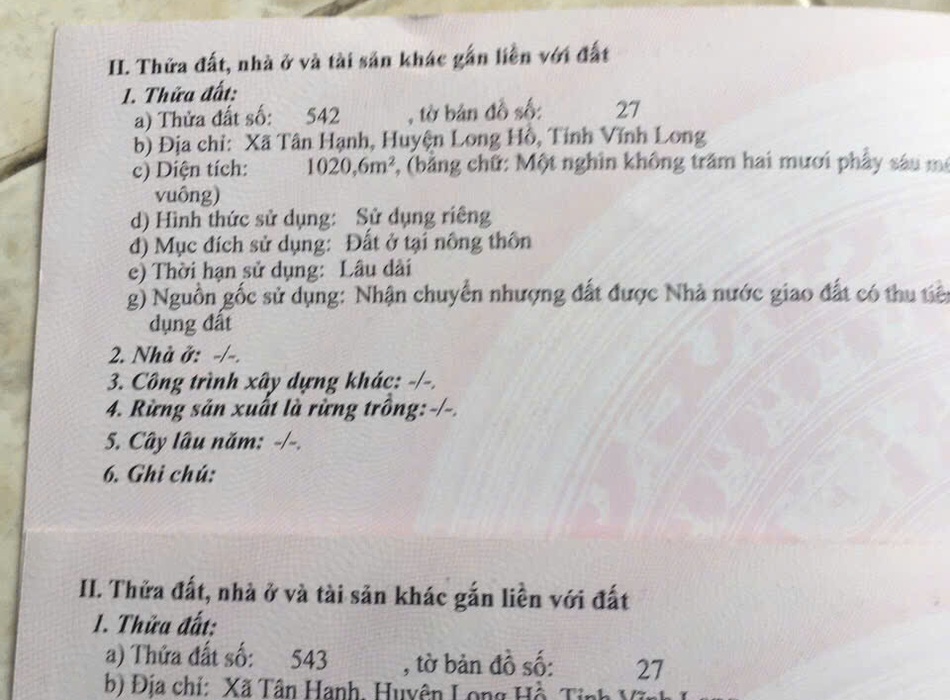 II. Thửa đất, nhà ở và tài sản khác gắn liền với đất
1. Thửa đất:
a) Thửa đất số: 542 , tờ bản đồ số: 27
b) Địa chỉ: Xã Tân Hạnh, Huyện Long Hồ, Tỉnh Vĩnh Long
c) Diện tích: 1020,6m², (bằng chữ: Một nghìn không trăm hai mươi phẩy sáu
vuông)
d) Hình thức sử dụng: Sử dụng riêng
đ) Mục đích sử dụng: Đất ở tại nông thôn
e) Thời hạn sử dụng: Lâu dài
g) Nguồn gốc sử dụng: Nhận chuyển nhượng đất được Nhà nước giao đất có thu tiền
dụng đất
2. Nhà ở: -/-.
3. Công trình xây dựng khác: -/-.
4. Rừng sản xuất là rừng trồng: -/-.
5. Cây lâu năm: -/-.
6. Ghi chú:
II. Thửa đất, nhà ở và tài sản khác gắn liền với đất
1. Thửa đất:
a) Thửa đất số: 543 , tờ bản đồ số: 27
b) Địa chỉ: Xã Tân Hạnh, Huyện Long Hồ, Tỉnh Vĩnh